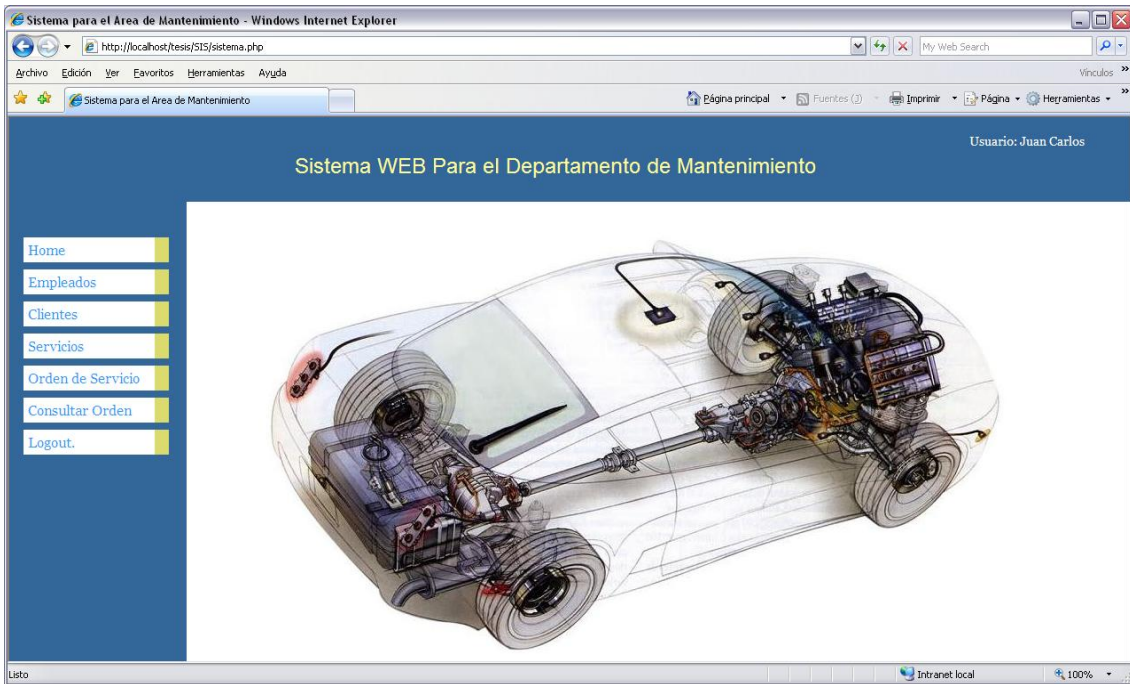 Sistema para el Area de Mantenimiento - Windows Internet Explorer
http://localhost/tesis/SIS/sistema.php
My Web Search
Archivo Edición Ver Favoritos Herramientas Ayuda
Vínculos »
Sistema para el Area de Mantenimiento
Página principal Fuentes (J) Imprimir Página Herramientas »
Usuario: Juan Carlos
Sistema WEB Para el Departamento de Mantenimiento
Home
Empleados
Clientes
Servicios
Orden de Servicio
Consultar Orden
Logout.
Listo
Intranet local
100%